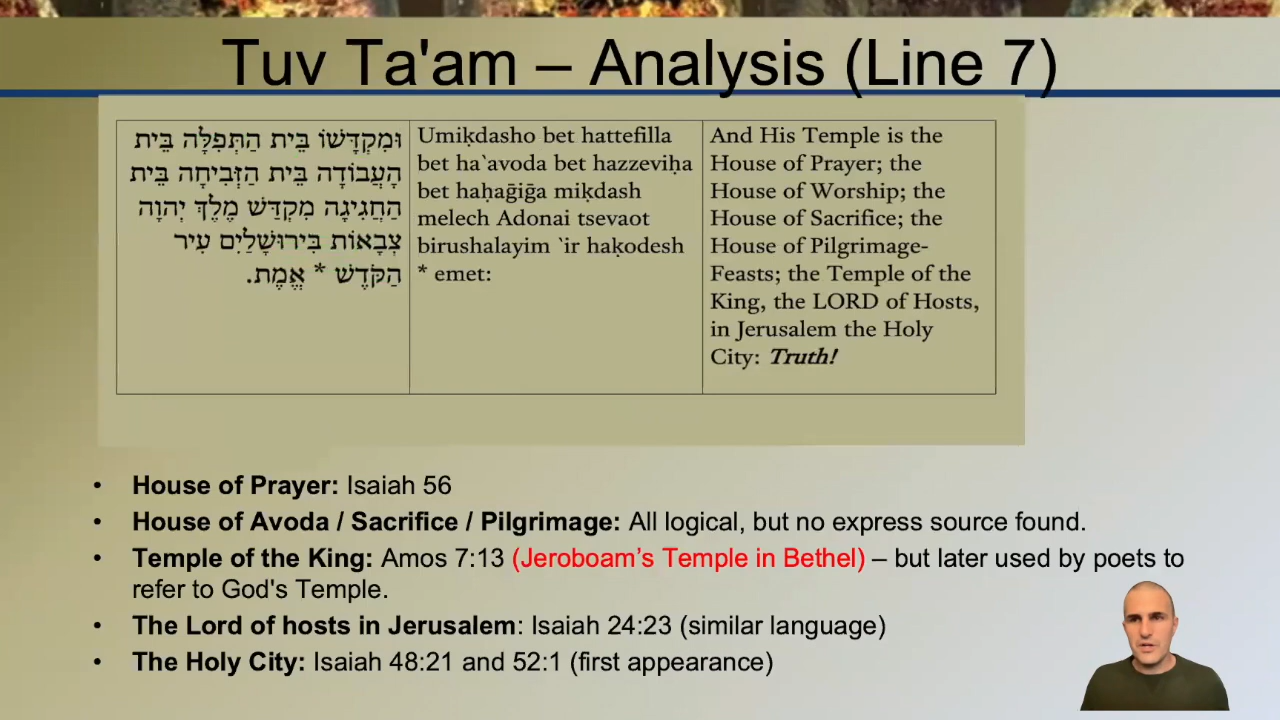 Tuv Ta'am – Analysis (Line 7)
וּמִקְדָּשׁוֹ בֵּית הַתְּפִלָּה בֵּית
הָעֲבוֹדָה בֵּית הַזְּבִיחָה בֵּית
הַחֲגִיגָה מִקְדַּשׁ מֶלֶךְ יְהוָה
צְבָאוֹת בִּירוּשָׁלַיִם עִיר
הַקֹּדֶשׁ * אֱמֶת.
Umiḳdasho bet hattefilla
bet ha`avoda bet hazzeviḥa
bet haḥaḡiḡa miḳdash
melech Adonai tsevaot
birushalayim `ir haḳodesh
* emet:
And His Temple is the
House of Prayer; the
House of Worship; the
House of Sacrifice; the
House of Pilgrimage-
Feasts; the Temple of the
King, the LORD of Hosts,
in Jerusalem the Holy
City: Truth!
• House of Prayer: Isaiah 56
• House of Avoda / Sacrifice / Pilgrimage: All logical, but no express source found.
• Temple of the King: Amos 7:13 (Jeroboam’s Temple in Bethel) – but later used by poets to
refer to God's Temple.
• The Lord of hosts in Jerusalem: Isaiah 24:23 (similar language)
• The Holy City: Isaiah 48:21 and 52:1 (first appearance)